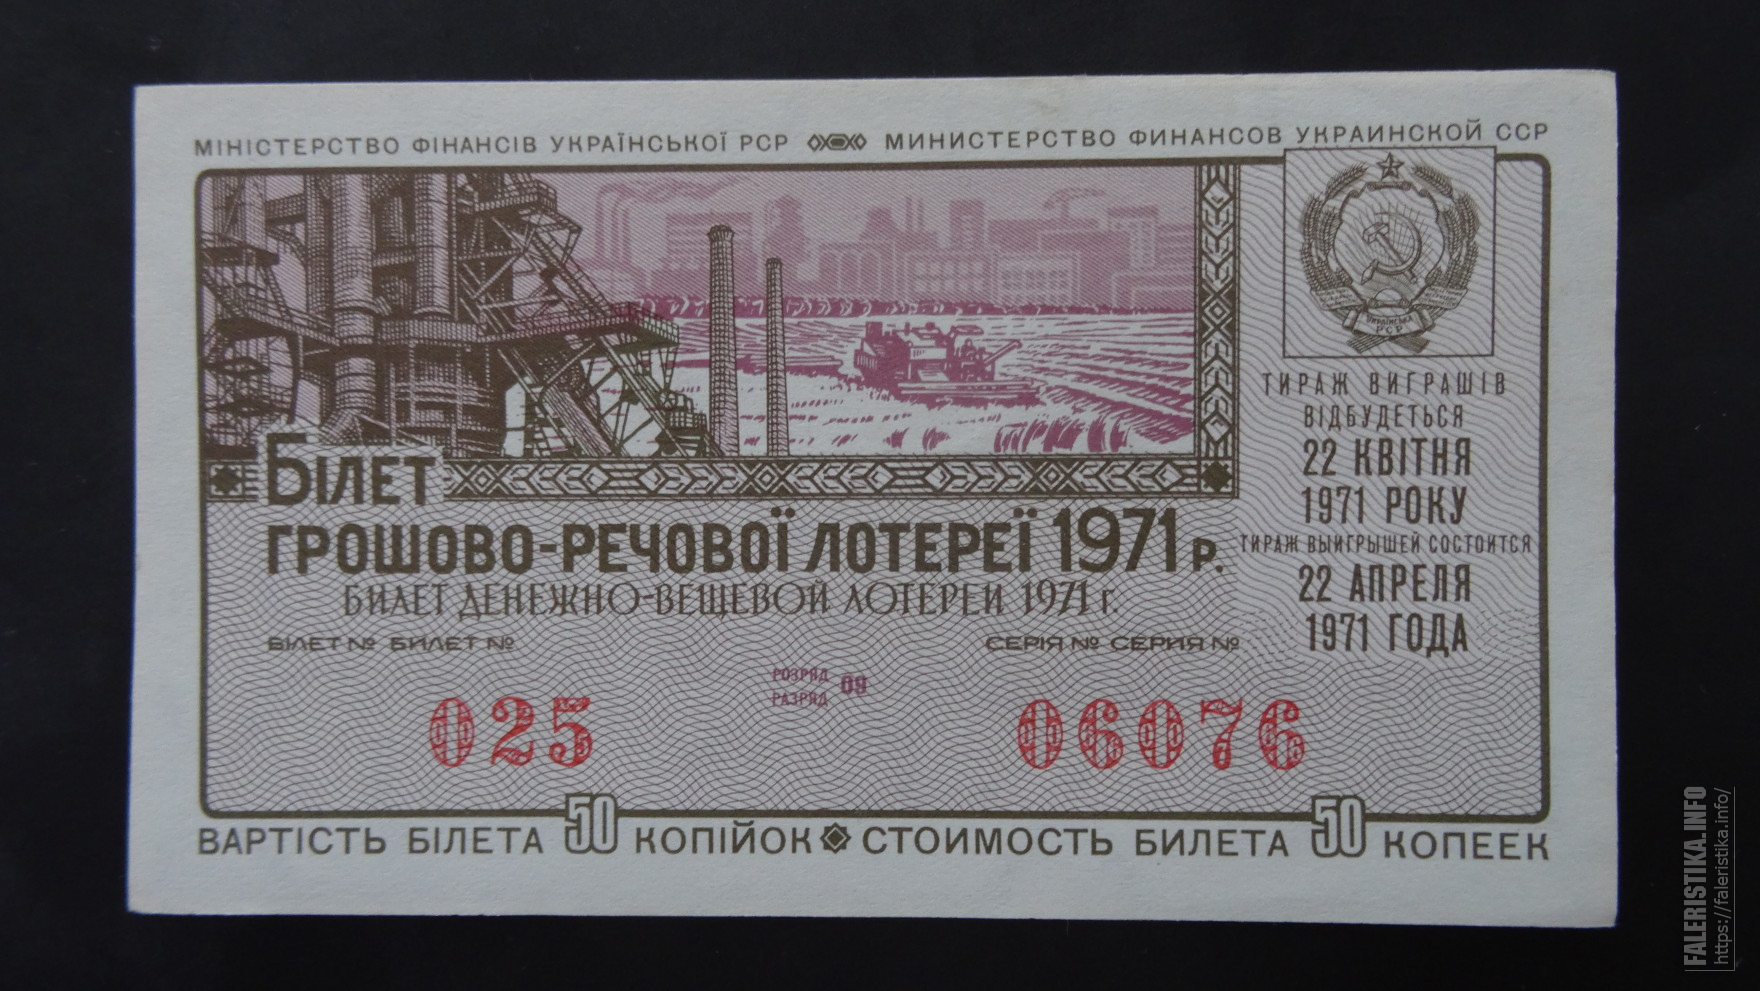 МІНІСТЕРСТВО ФІНАНСІВ УКРАЇНСЬКОЇ РСР МИНИСТЕРСТВО ФИНАНСОВ УКРАИНСКОЙ ССР
УКРАЇНСЬКА
РСР
ТИРАЖ ВИГРАШІВ
ВІДБУДЕТЬСЯ
22 КВІТНЯ
1971 РОКУ
ТИРАЖ ВЫИГРЫШЕЙ СОСТОИТСЯ
22 АПРЕЛЯ
1971 ГОДА
БІЛЕТ
ГРОШОВО-РЕЧОВОЇ ЛОТЕРЕЇ 1971 р.
БИЛЕТ ДЕНЕЖНО-ВЕЩЕВОЙ ЛОТЕРЕИ 1971 г.
БІЛЕТ № БИЛЕТ № СЕРІЯ № СЕРИЯ №
РОЗРЯД
РАЗРЯД 09
025 06076
ВАРТІСТЬ БІЛЕТА 50 КОПІЙОК СТОИМОСТЬ БИЛЕТА 50 КОПЕЕК
FALERISTIKA.INFO
https://faleristika.info/